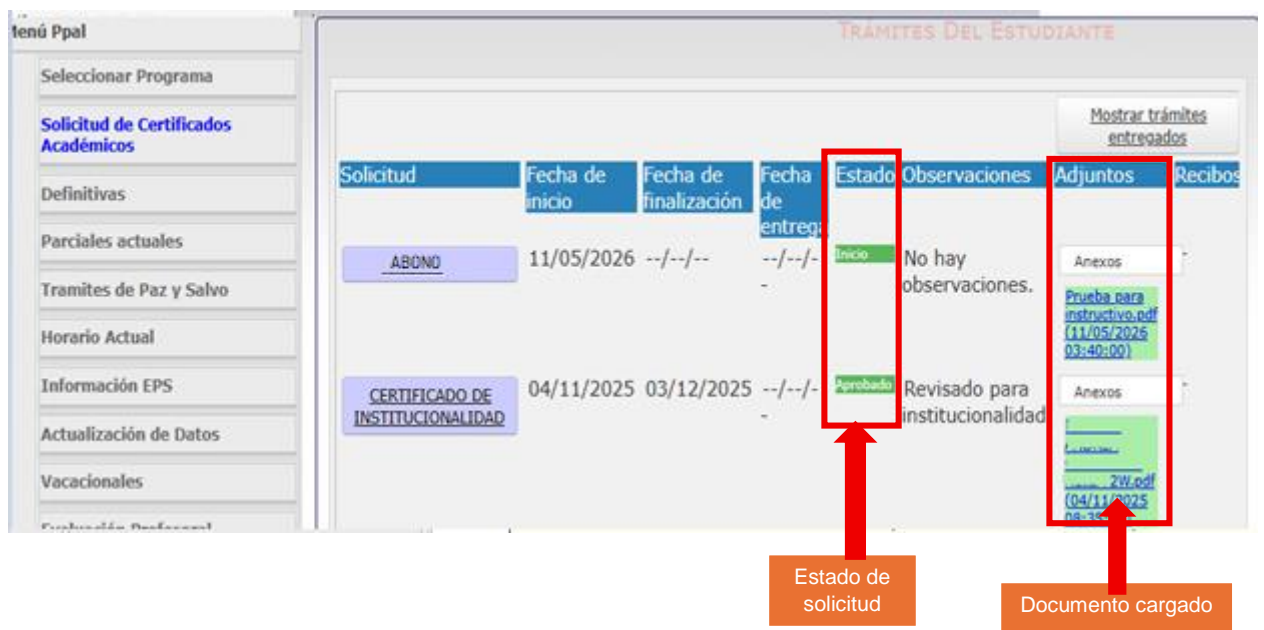 Menú Ppal
TRÁMITES DEL ESTUDIANTE
Seleccionar Programa
Solicitud de Certificados
Académicos
Definitivas
Parciales actuales
Tramites de Paz y Salvo
Horario Actual
Información EPS
Actualización de Datos
Vacacionales
Evaluación Profesoral
Mostrar trámites
entregados
Solicitud
Fecha de
inicio
Fecha de
finalización
Fecha
de
entrega
Estado
Observaciones
Adjuntos
Recibos
ABONO
11/05/2026
--/--/--
--/--/-
-
Inicio
No hay
observaciones.
Anexos
Prueba para
instructivo.pdf
(11/05/2026
03:40:00)
-
CERTIFICADO DE
INSTITUCIONALIDAD
04/11/2025
03/12/2025
--/--/-
-
Aprobado
Revisado para
institucionalidad
Anexos
2W.pdf
(04/11/2025
-
Estado de
solicitud
Documento cargado